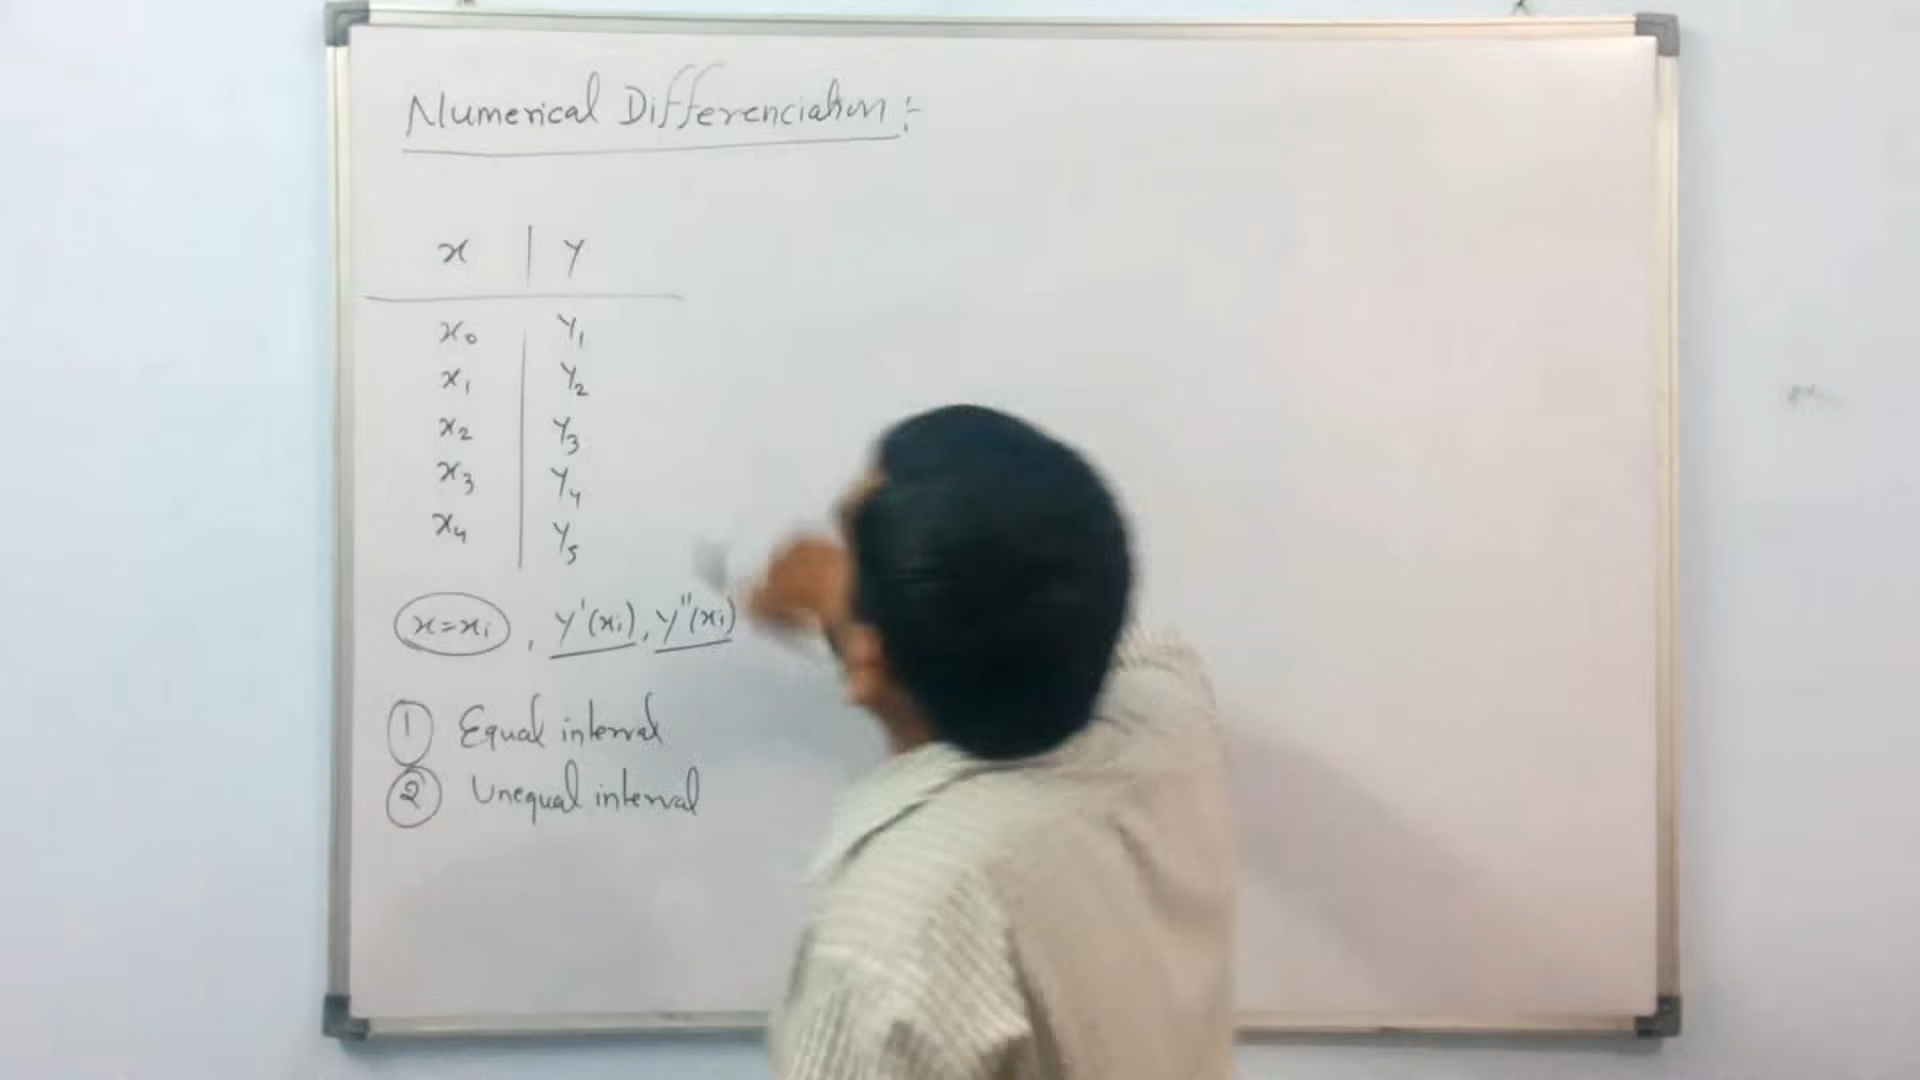 Numerical Differenciation :-
x | y
x₀ y₁
x₁ y₂
x₂ y₃
x₃ y₄
x₄ y₅
x=xᵢ , y'(xᵢ), y''(xᵢ)
① Equal interval
② Unequal interval